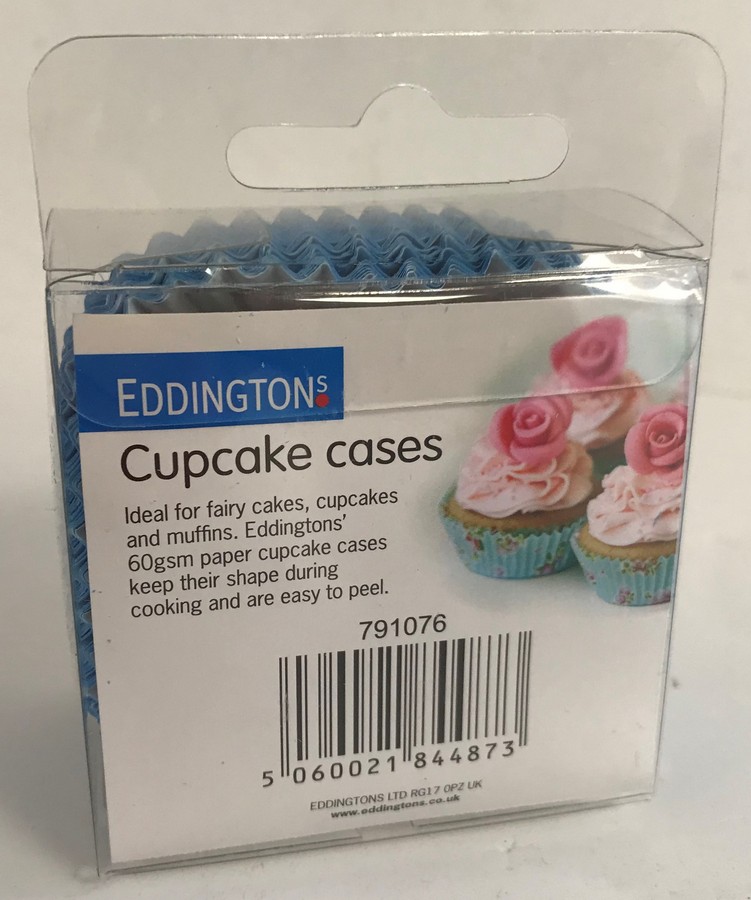 EDDINGTONS
Cupcake cases
Ideal for fairy cakes, cupcakes
and muffins. Eddingtons'
60gsm paper cupcake cases
keep their shape during
cooking and are easy to peel.
791076
5 060021 844873
EDDINGTONS LTD RG17 0PZ UK
www.eddingtons.co.uk